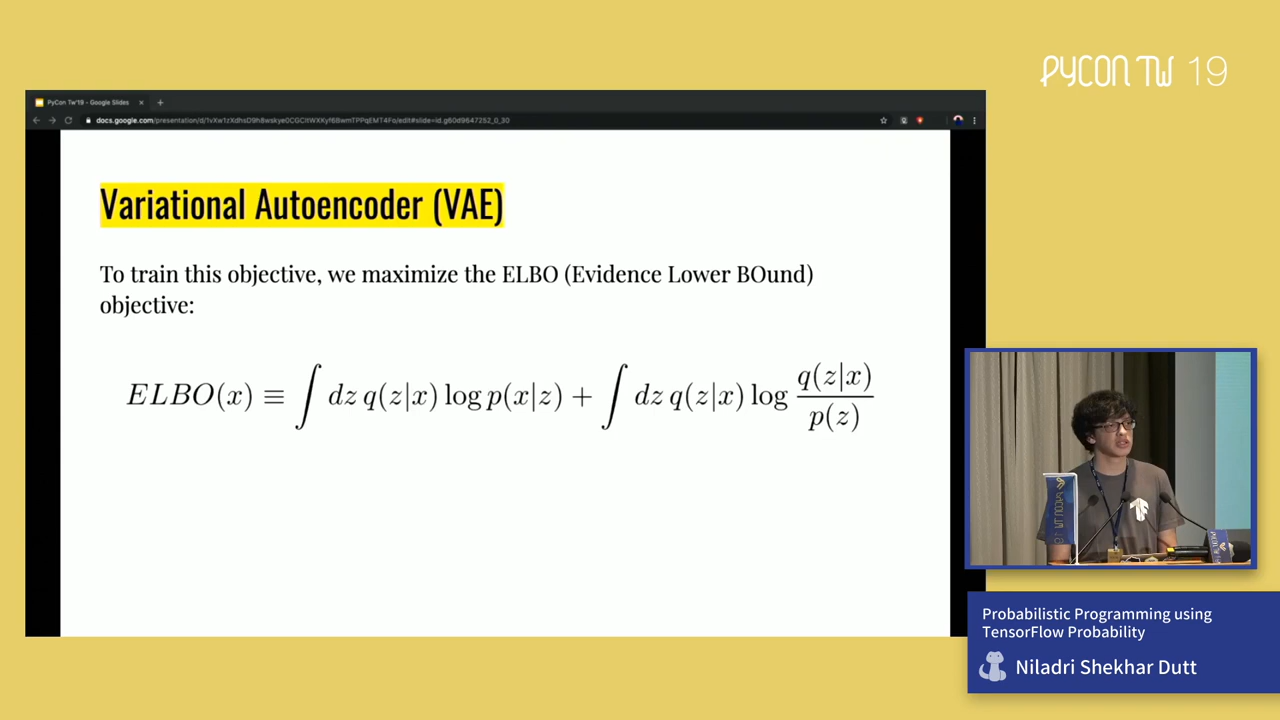 PYCON TW 19
PyCon Tw'19 - Google Slides
Variational Autoencoder (VAE)
To train this objective, we maximize the ELBO (Evidence Lower BOund)
objective:
ELBO(x) ≡ ∫ dz q(z|x) log p(x|z) + ∫ dz q(z|x) log q(z|x) / p(z)
Probabilistic Programming using
TensorFlow Probability
Niladri Shekhar Dutt